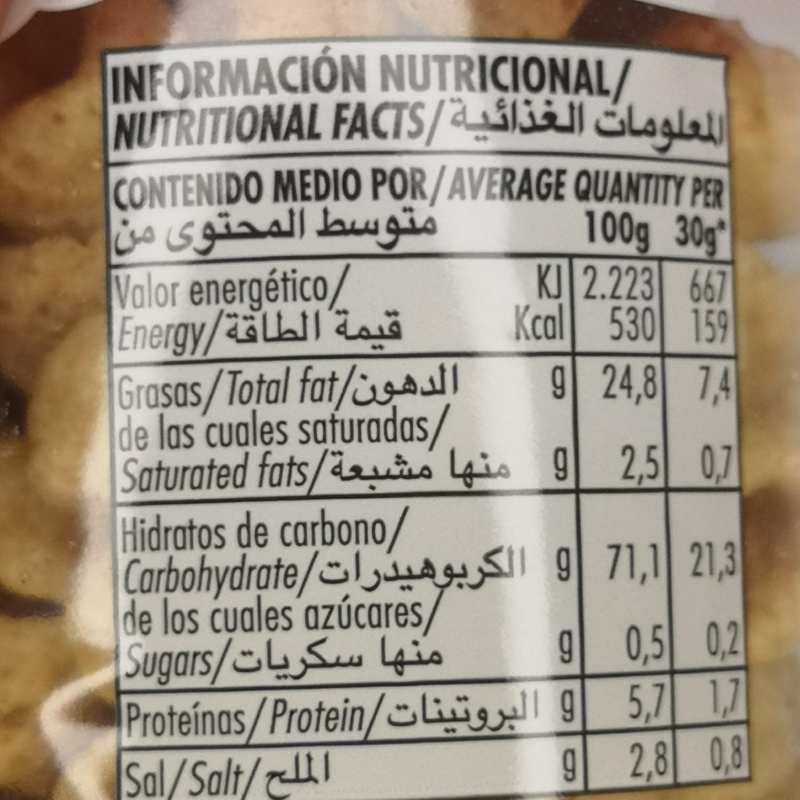 INFORMACIÓN NUTRICIONAL/
NUTRITIONAL FACTS/المعلومات الغذائية
CONTENIDO MEDIO POR/AVERAGE QUANTITY PER
متوسط المحتوى من 100g 30g*
Valor energético/ KJ 2.223 667
Energy/قيمة الطاقة Kcal 530 159
Grasas/Total fat/الدهون g 24,8 7,4
de las cuales saturadas/
Saturated fats/منها مشبعة g 2,5 0,7
Hidratos de carbono/
Carbohydrate/الكربوهيدرات g 71,1 21,3
de los cuales azúcares/
Sugars/منها سكريات g 0,5 0,2
Proteínas/Protein/البروتينات g 5,7 1,7
Sal/Salt/الملح g 2,8 0,8